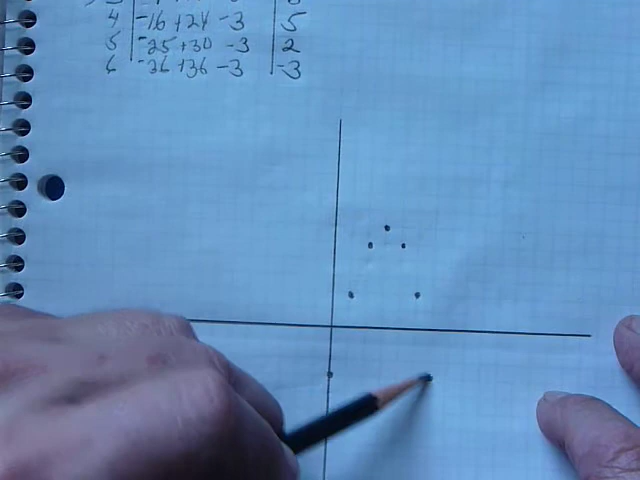 4 | -16 +24 -3 | 5
5 | -25 +30 -3 | 2
6 | -36 +36 -3 | -3